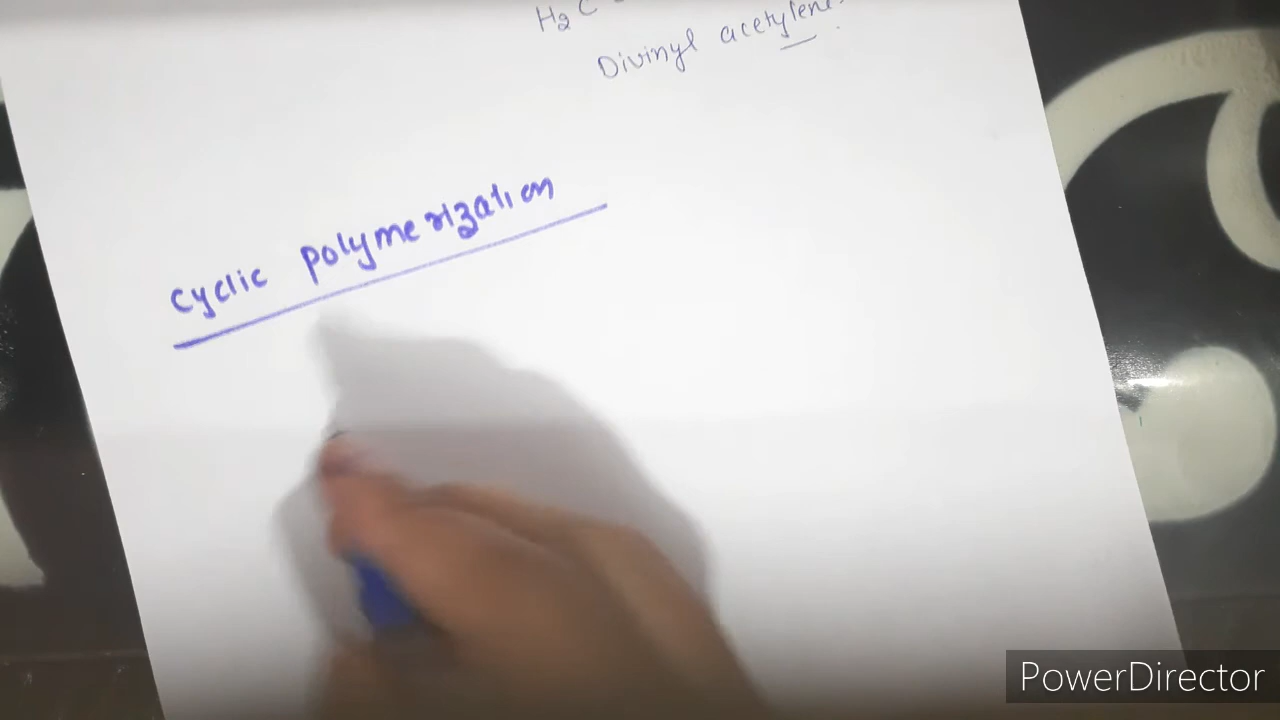 H₂C
Divinyl acetylene.
Cyclic polymerization
PowerDirector